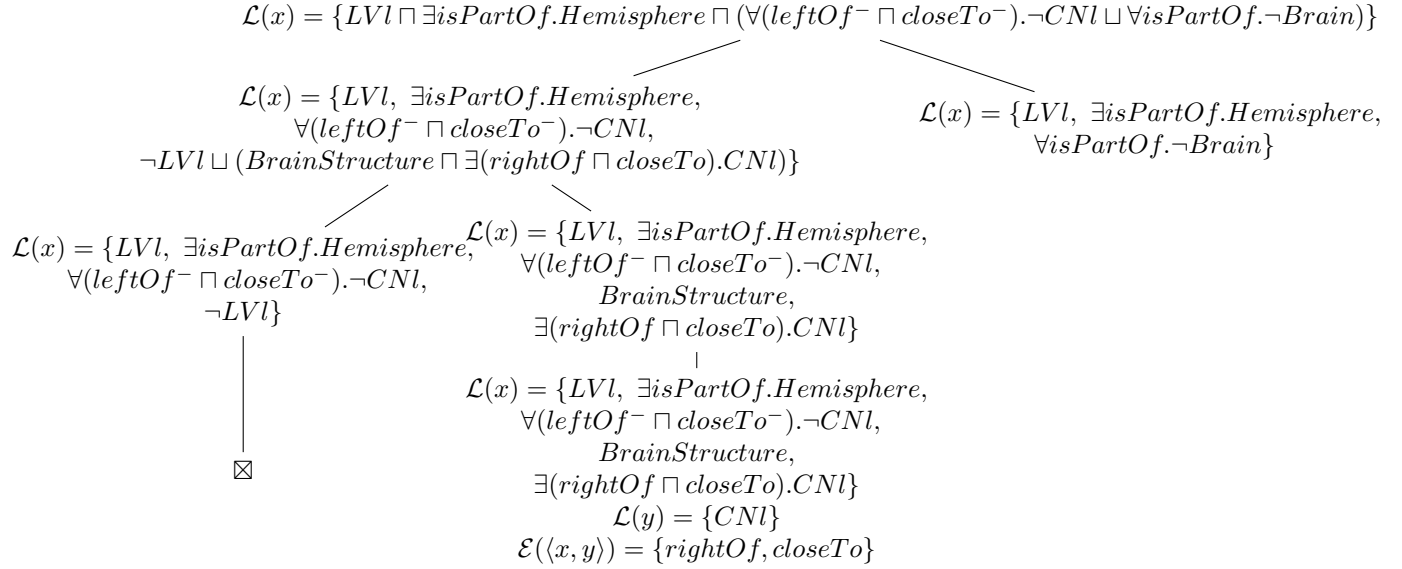 ℒ(x) = {LVl ⊓ ∃isPartOf.Hemisphere ⊓ (∀(leftOf⁻ ⊓ closeTo⁻).¬CNl ⊔ ∀isPartOf.¬Brain)}
ℒ(x) = {LVl, ∃isPartOf.Hemisphere,
∀(leftOf⁻ ⊓ closeTo⁻).¬CNl,
¬LVl ⊔ (BrainStructure ⊓ ∃(rightOf ⊓ closeTo).CNl)}
ℒ(x) = {LVl, ∃isPartOf.Hemisphere,
∀isPartOf.¬Brain}
ℒ(x) = {LVl, ∃isPartOf.Hemisphere,
∀(leftOf⁻ ⊓ closeTo⁻).¬CNl,
¬LVl}
ℒ(x) = {LVl, ∃isPartOf.Hemisphere,
∀(leftOf⁻ ⊓ closeTo⁻).¬CNl,
BrainStructure,
∃(rightOf ⊓ closeTo).CNl}
⊠
ℒ(x) = {LVl, ∃isPartOf.Hemisphere,
∀(leftOf⁻ ⊓ closeTo⁻).¬CNl,
BrainStructure,
∃(rightOf ⊓ closeTo).CNl}
ℒ(y) = {CNl}
ℰ(⟨x, y⟩) = {rightOf, closeTo}